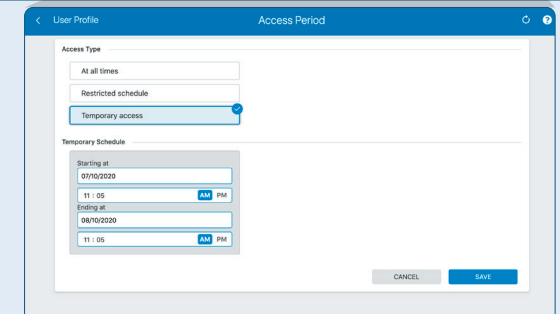 User Profile
Access Period
Access Type
At all times
Restricted schedule
Temporary access
Temporary Schedule
Starting at
07/10/2020
11 : 05 AM PM
Ending at
08/10/2020
11 : 05 AM PM
CANCEL SAVE